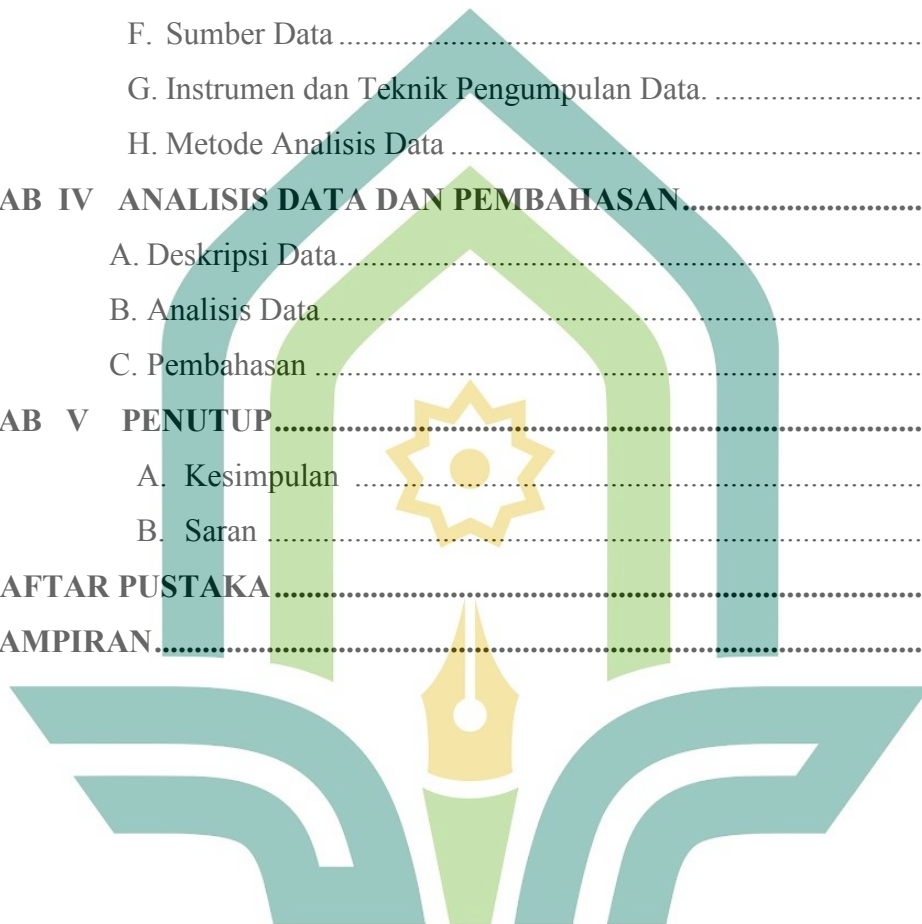 F. Sumber Data ..........................................................................
G. Instrumen dan Teknik Pengumpulan Data. ..........................
H. Metode Analisis Data ...........................................................
AB IV ANALISIS DATA DAN PEMBAHASAN..............................
A. Deskripsi Data.........................................................................
B. Analisis Data...........................................................................
C. Pembahasan ............................................................................
AB V PENUTUP.................................................................................
A. Kesimpulan .......................................................................
B. Saran ..................................................................................
AFTAR PUSTAKA.................................................................................
AMPIRAN................................................................................................